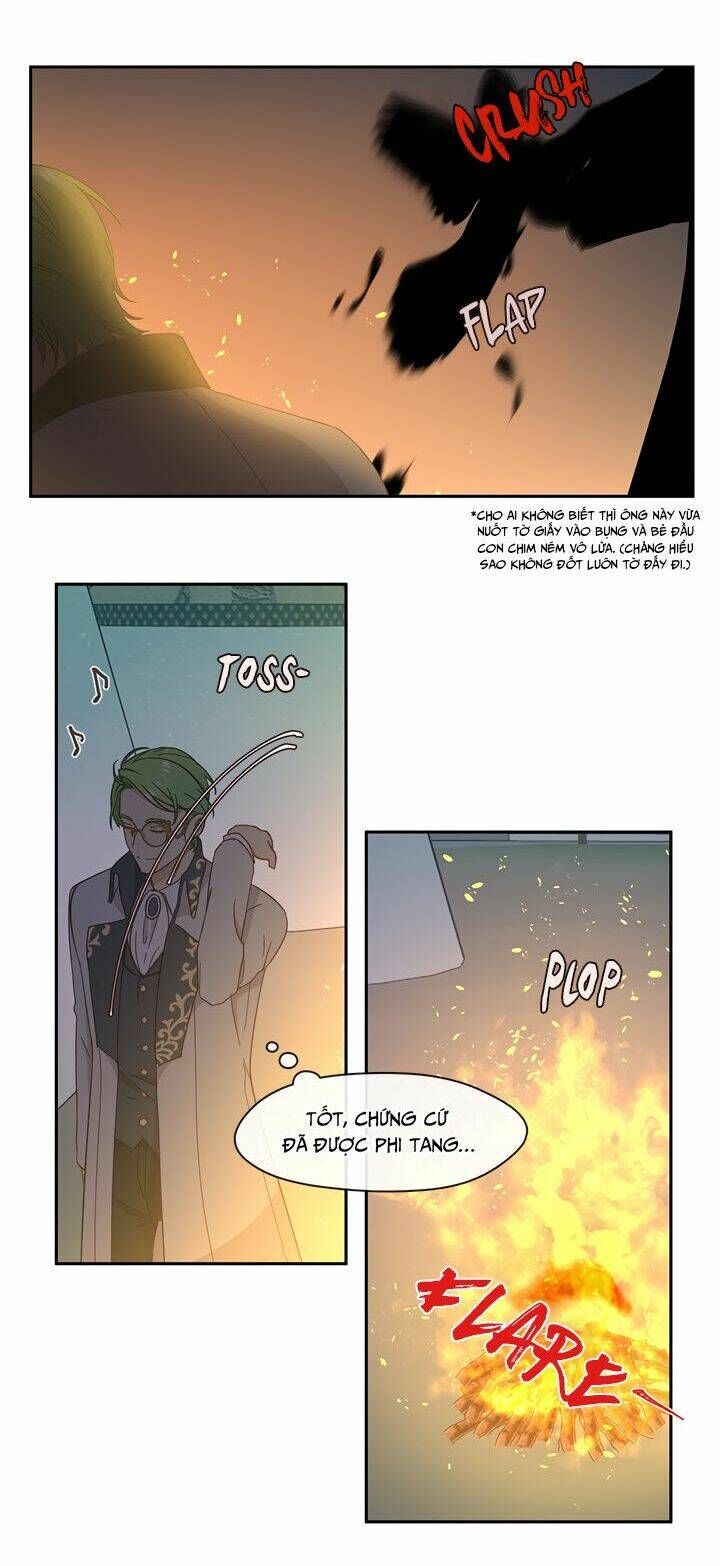 CRUSH
FLAP
*CHO AI KHÔNG BIẾT THÌ ÔNG NÀY VỪA
NUỐT TỜ GIẤY VÀO BỤNG VÀ BẺ ĐẦU
CON CHIM NÉM VÔ LỬA. (CHẲNG HIỂU
SAO KHÔNG ĐỐT LUÔN TỜ ĐẤY ĐI.)
TOSS-
PLOP
TỐT, CHỨNG CỨ
ĐÃ ĐƯỢC PHI TANG...
FLARE-